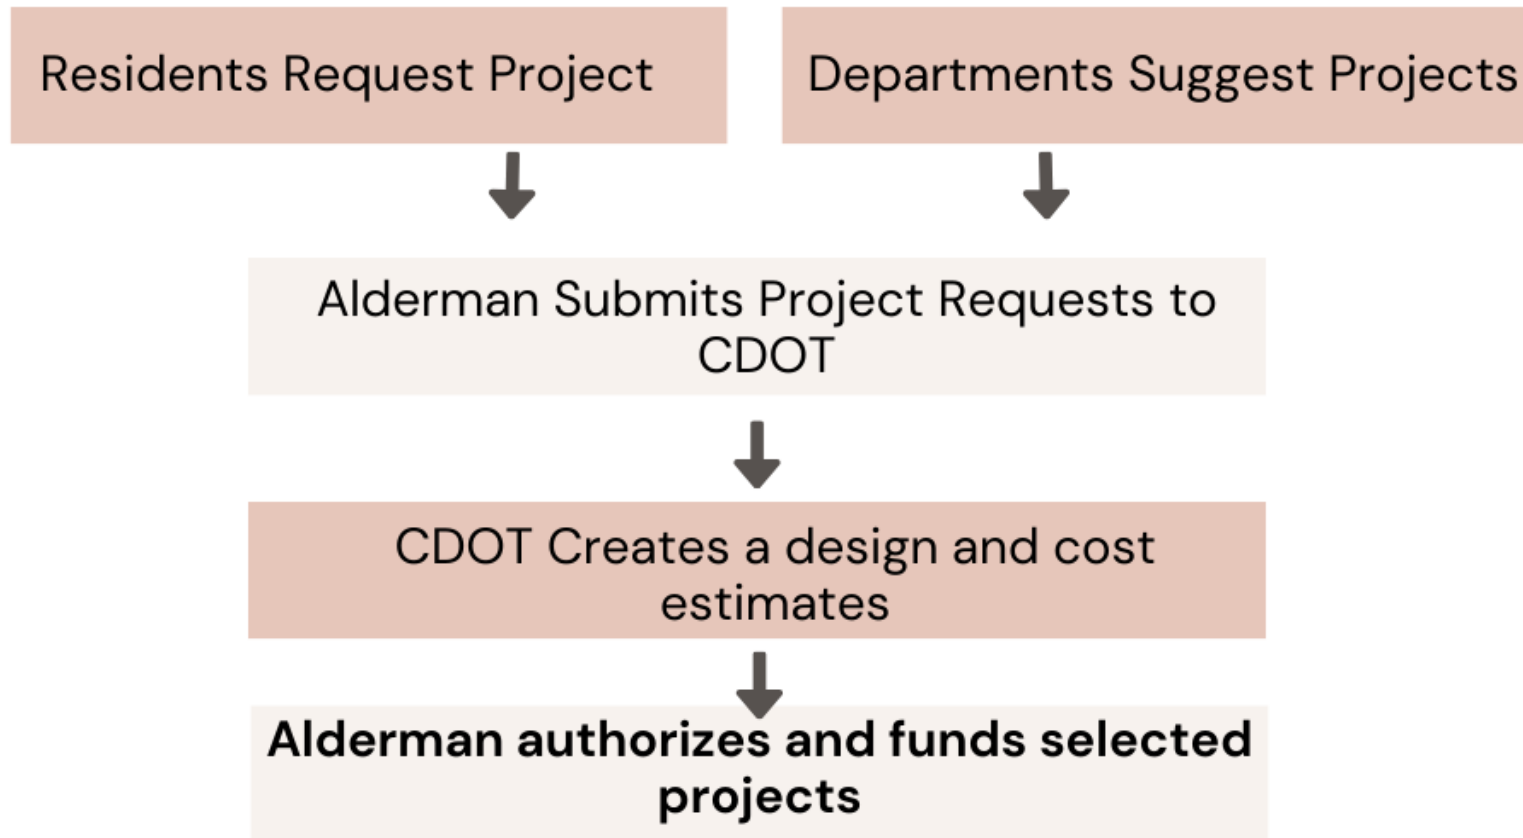 Residents Request Project
Departments Suggest Projects
Alderman Submits Project Requests to
CDOT
CDOT Creates a design and cost
estimates
Alderman authorizes and funds selected
projects